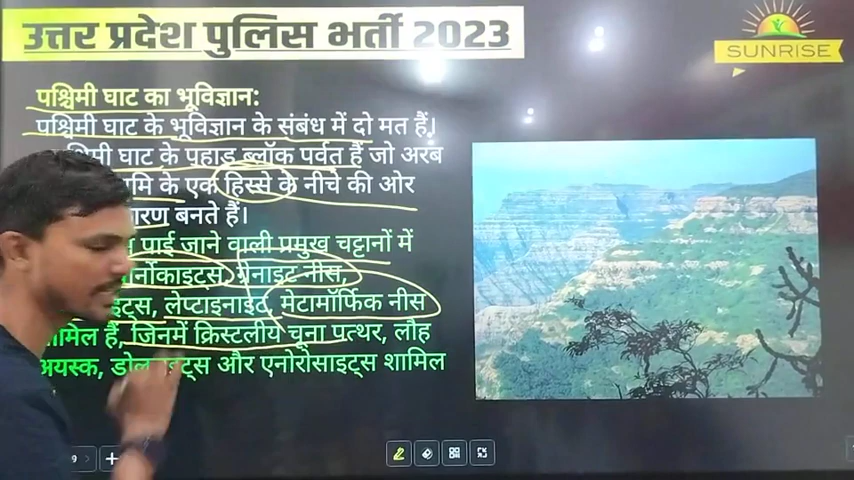 उत्तर प्रदेश पुलिस भर्ती 2023
SUNRISE
पश्चिमी घाट का भूविज्ञान:
पश्चिमी घाट के भूविज्ञान के संबंध में दो मत हैं।
घाट के पहाड़ ब्लॉक पर्वत हैं जो अरब
के एक हिस्से के नीचे की ओर
बनते हैं।
पाई जाने वाली प्रमुख चट्टानों में
ग्रेनाइट नीस,
लेप्टाइनाइट, मेटामॉर्फिक नीस
हैं, जिनमें क्रिस्टलीय चूना पत्थर, लौह
अयस्क, और एनोरोसाइट्स शामिल
9